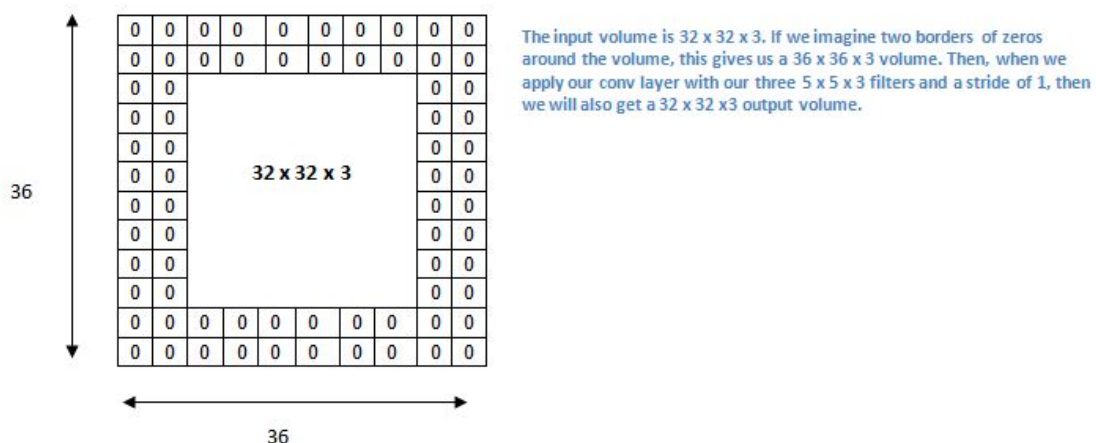 0 0 0 0 0 0 0 0 0 0
0 0 0 0 0 0 0 0 0 0
The input volume is 32 x 32 x 3. If we imagine two borders of zeros
around the volume, this gives us a 36 x 36 x 3 volume. Then, when we
apply our conv layer with our three 5 x 5 x 3 filters and a stride of 1, then
we will also get a 32 x 32 x3 output volume.
0 0 0 0
0 0 0 0
0 0 0 0
0 0 32 x 32 x 3 0 0
36
0 0 0 0
0 0 0 0
0 0 0 0
0 0 0 0
0 0 0 0 0 0 0 0 0 0
0 0 0 0 0 0 0 0 0 0
36